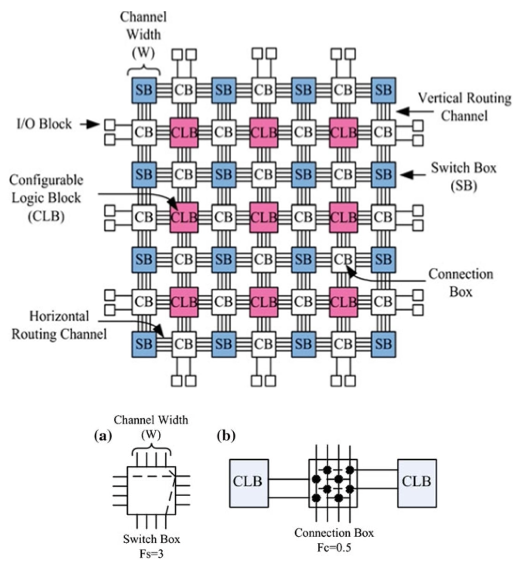 Channel
Width
(W)
SB CB SB CB SB CB SB
Vertical Routing
Channel
I/O Block
CB CLB CB CLB CB CLB CB
SB CB SB CB SB CB SB
Switch Box
(SB)
Configurable
Logic Block
(CLB)
CB CLB CB CLB CB CLB CB
SB CB SB CB SB CB SB
Connection
Box
CB CLB CB CLB CB CLB CB
Horizontal
Routing Channel
SB CB SB CB SB CB SB
(a)
Channel Width
(W)
Switch Box
Fs=3
(b)
CLB CLB
Connection Box
Fc=0.5